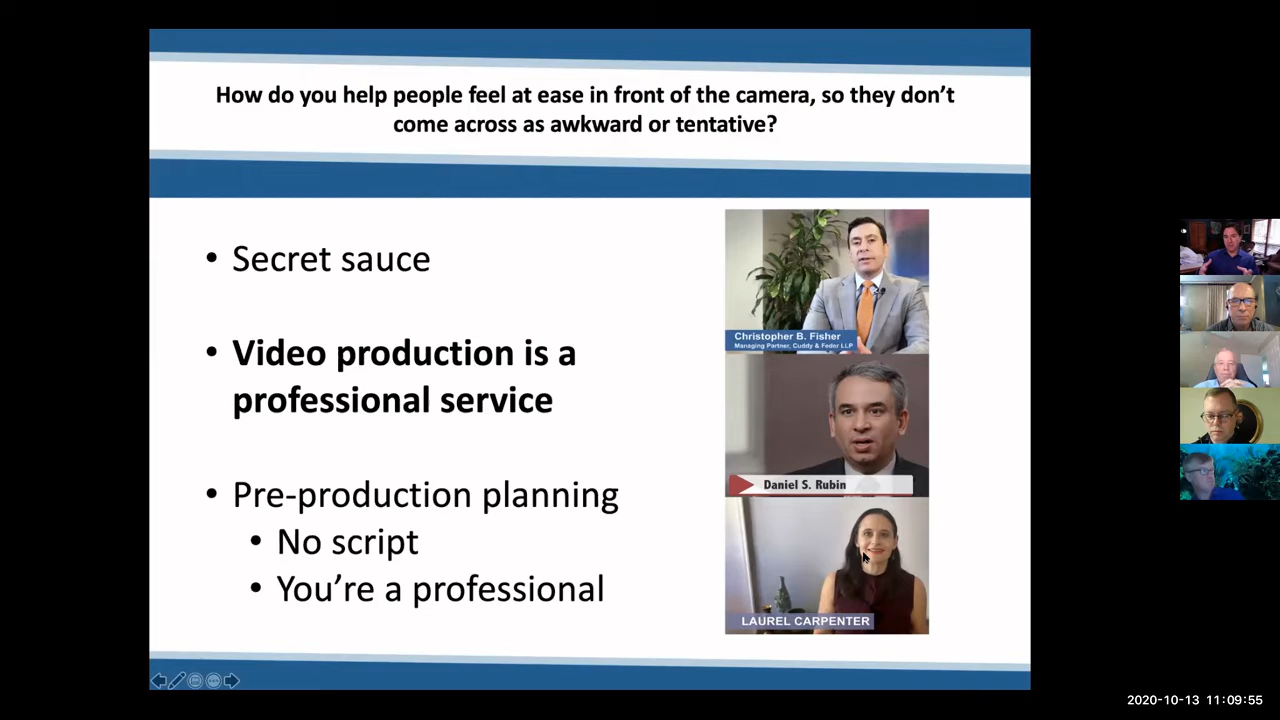 How do you help people feel at ease in front of the camera, so they don’t
come across as awkward or tentative?
• Secret sauce
• Video production is a
professional service
• Pre-production planning
• No script
• You’re a professional
Christopher B. Fisher
Managing Partner, Cuddy & Feder LLP
Daniel S. Rubin
LAUREL CARPENTER
2020-10-13 11:09:55